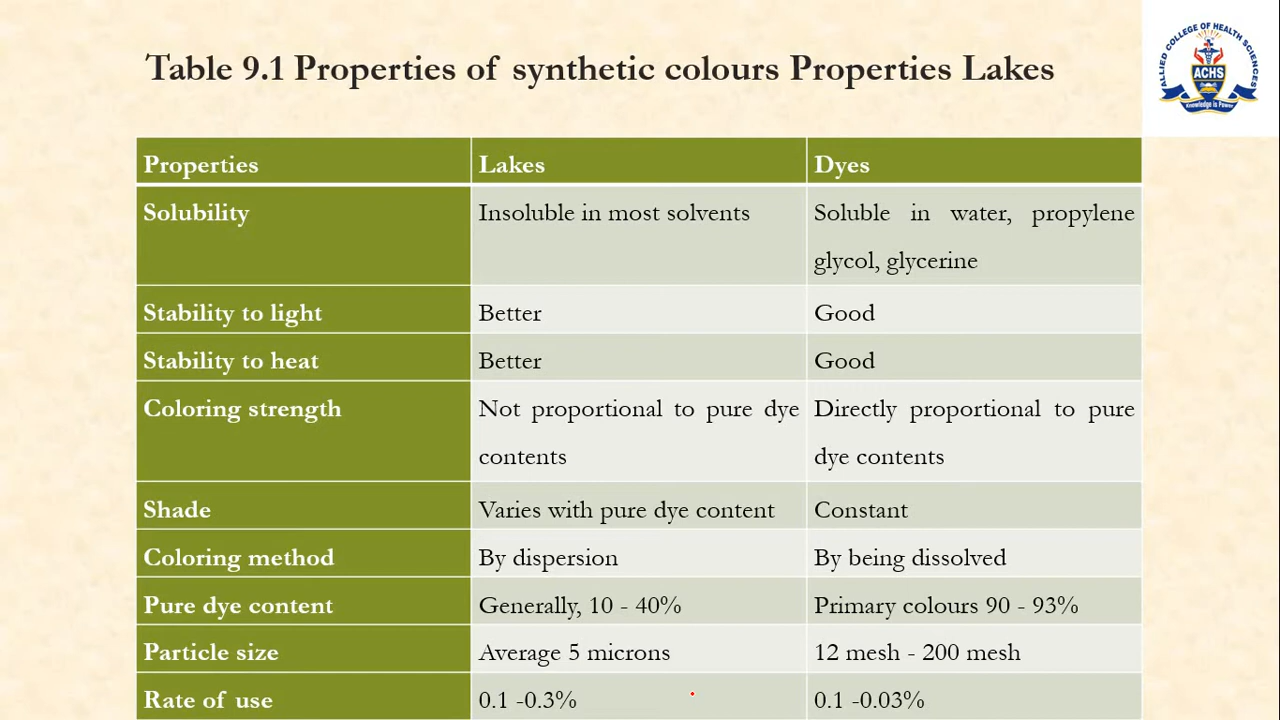 Table 9.1 Properties of synthetic colours Properties Lakes
ALLIED COLLEGE OF HEALTH SCIENCES
ACHS
Knowledge is Power
Properties Lakes Dyes
Solubility Insoluble in most solvents Soluble in water, propylene
glycol, glycerine
Stability to light Better Good
Stability to heat Better Good
Coloring strength Not proportional to pure dye Directly proportional to pure
contents dye contents
Shade Varies with pure dye content Constant
Coloring method By dispersion By being dissolved
Pure dye content Generally, 10 - 40% Primary colours 90 - 93%
Particle size Average 5 microns 12 mesh - 200 mesh
Rate of use 0.1 -0.3% 0.1 -0.03%